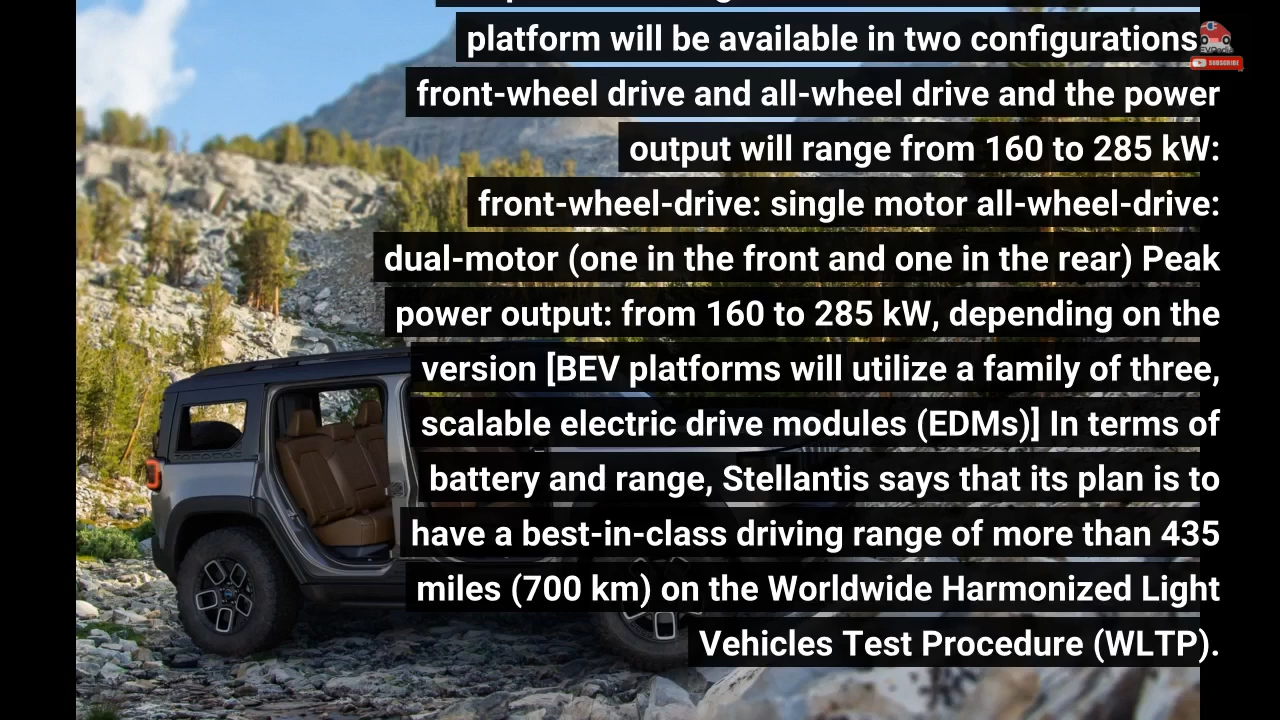 platform will be available in two configurations
front-wheel drive and all-wheel drive and the power
output will range from 160 to 285 kW:
front-wheel-drive: single motor all-wheel-drive:
dual-motor (one in the front and one in the rear) Peak
power output: from 160 to 285 kW, depending on the
version [BEV platforms will utilize a family of three,
scalable electric drive modules (EDMs)] In terms of
battery and range, Stellantis says that its plan is to
have a best-in-class driving range of more than 435
miles (700 km) on the Worldwide Harmonized Light
Vehicles Test Procedure (WLTP).
SUBSCRIBE